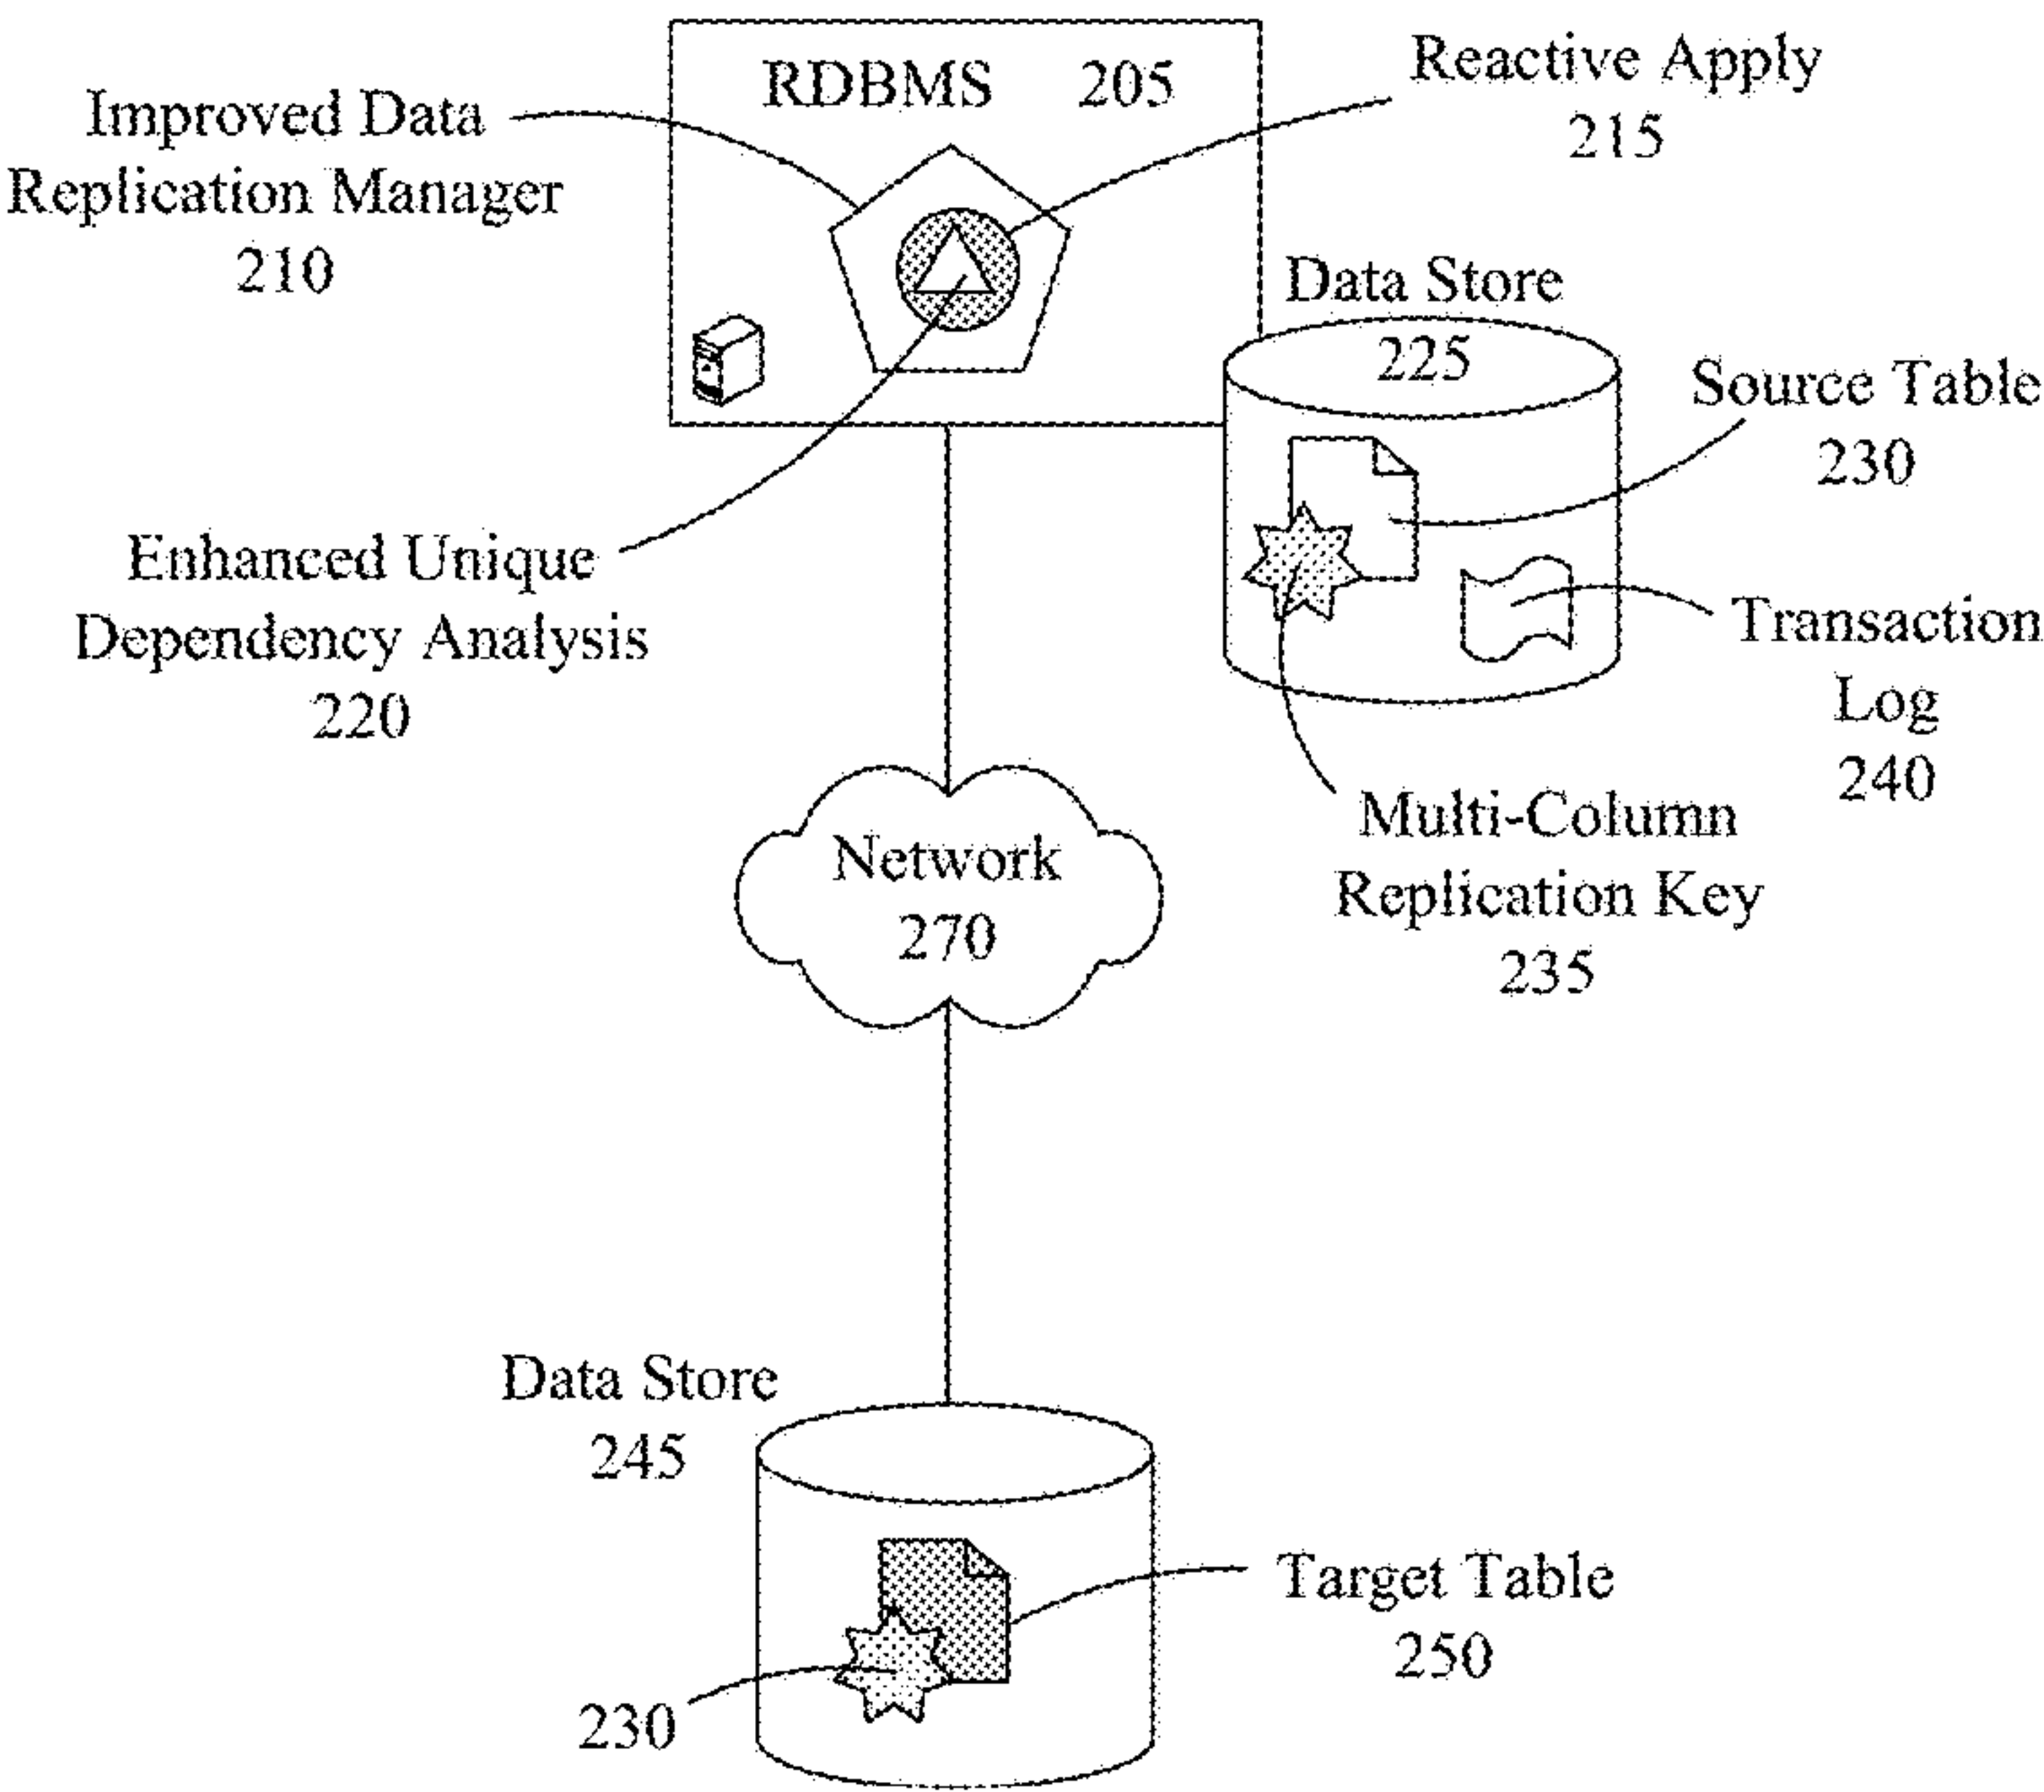 RDBMS 205
Improved Data
Replication Manager
210
Reactive Apply
215
Data Store
225
Source Table
230
Enhanced Unique
Dependency Analysis
220
Transaction
Log
240
Multi-Column
Replication Key
235
Network
270
Data Store
245
Target Table
250
230